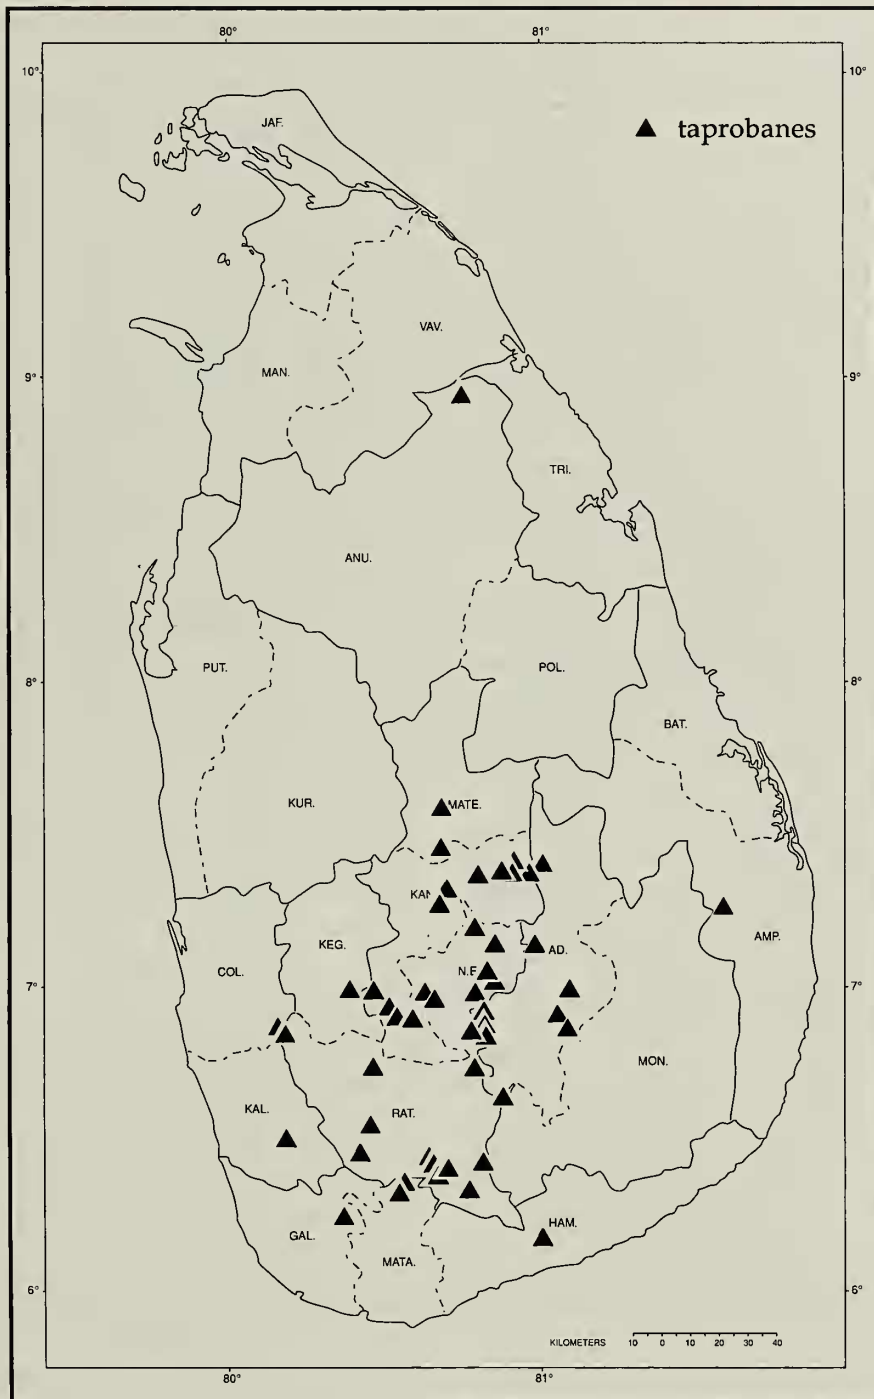 80° 81°
10° 10°
JAF.
▲ taprobanes
VAV.
MAN.
9° 9°
TRI.
ANU.
PUT. POL.
8° 8°
BAT.
KUR. MATE.
KAN
AMP.
KEG. AD.
COL. N.E
7° 7°
MON.
KAL. RAT.
HAM.
GAL.
MATA.
6° 6°
KILOMETERS 10 0 10 20 30 40
80° 81°